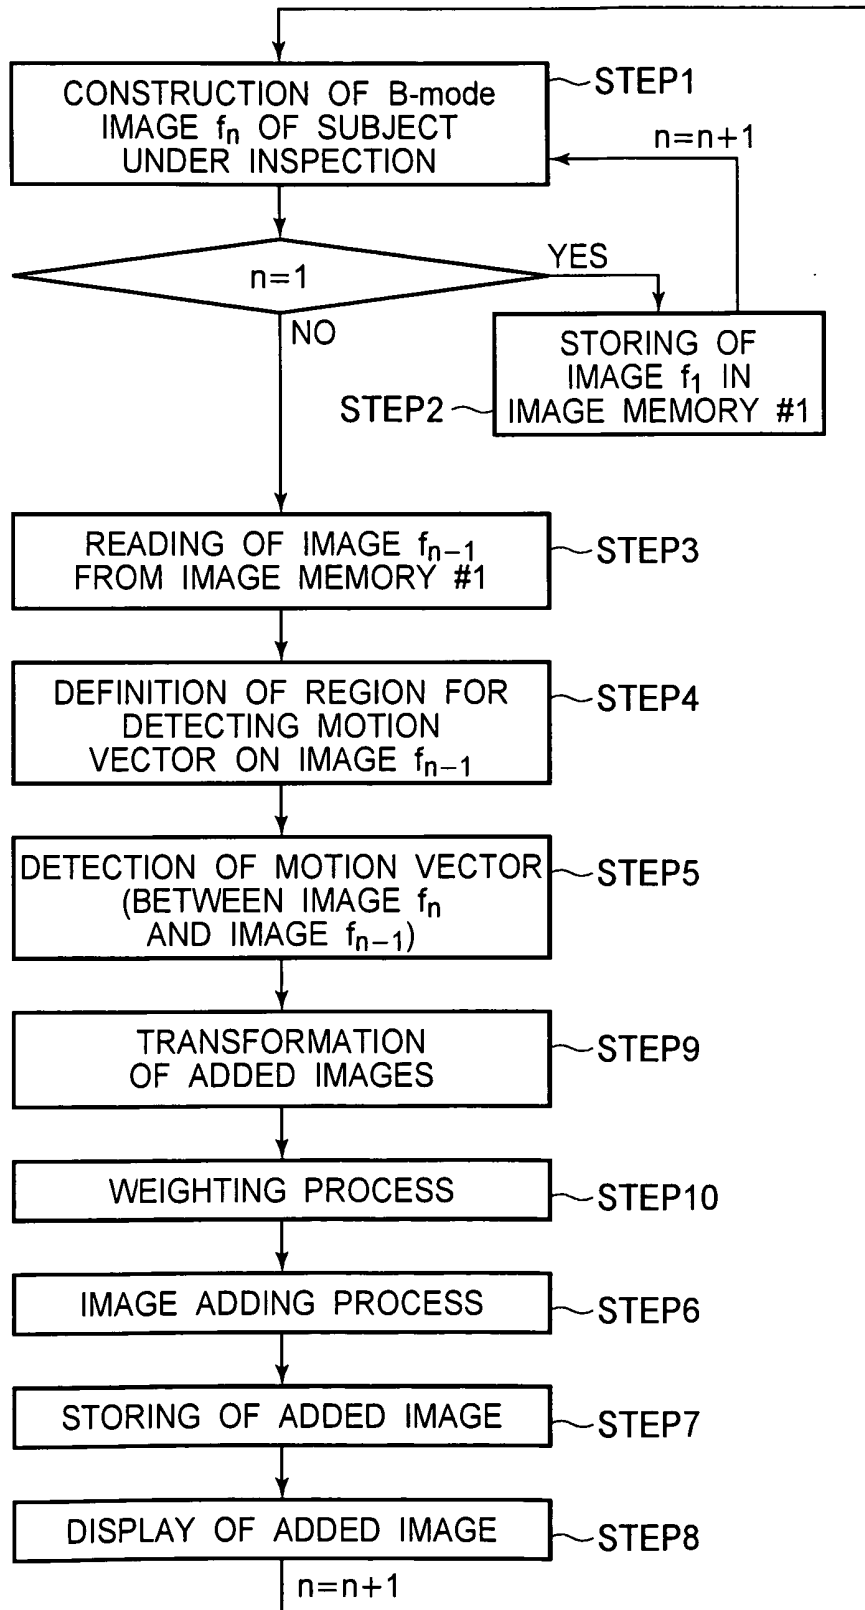 CONSTRUCTION OF B-mode
IMAGE fn OF SUBJECT
UNDER INSPECTION
STEP1
n=n+1
n=1
YES
NO
STORING OF
IMAGE f1 IN
IMAGE MEMORY #1
STEP2
READING OF IMAGE fn−1
FROM IMAGE MEMORY #1
STEP3
DEFINITION OF REGION FOR
DETECTING MOTION
VECTOR ON IMAGE fn−1
STEP4
DETECTION OF MOTION VECTOR
(BETWEEN IMAGE fn
AND IMAGE fn−1)
STEP5
TRANSFORMATION
OF ADDED IMAGES
STEP9
WEIGHTING PROCESS
STEP10
IMAGE ADDING PROCESS
STEP6
STORING OF ADDED IMAGE
STEP7
DISPLAY OF ADDED IMAGE
STEP8
n=n+1